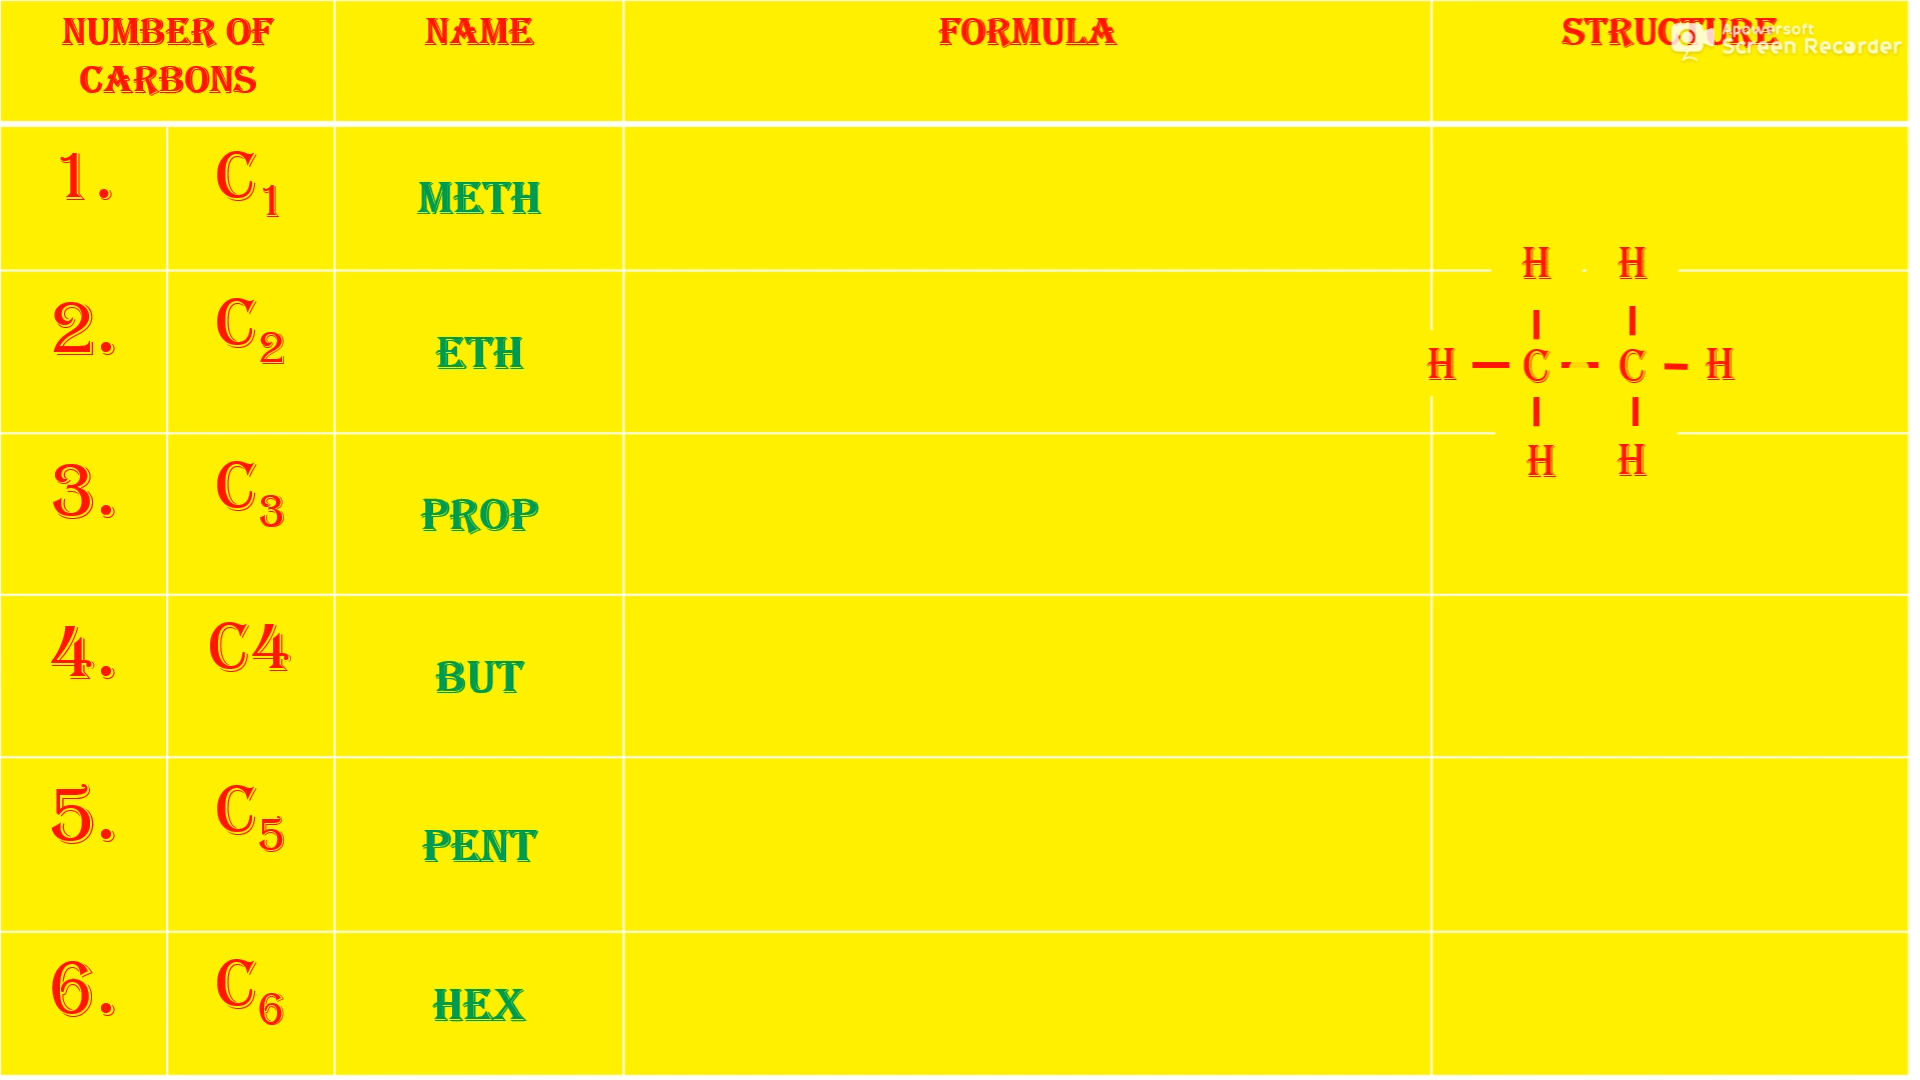 NUMBER OF
CARBONS
NAME
FORMULA
STRUCTURE
Apowersoft
Screen Recorder
1.
C1
METH
H H
2.
C2
ETH
H — C -- C – H
H H
3.
C3
PROP
4.
C4
BUT
5.
C5
PENT
6.
C6
HEX